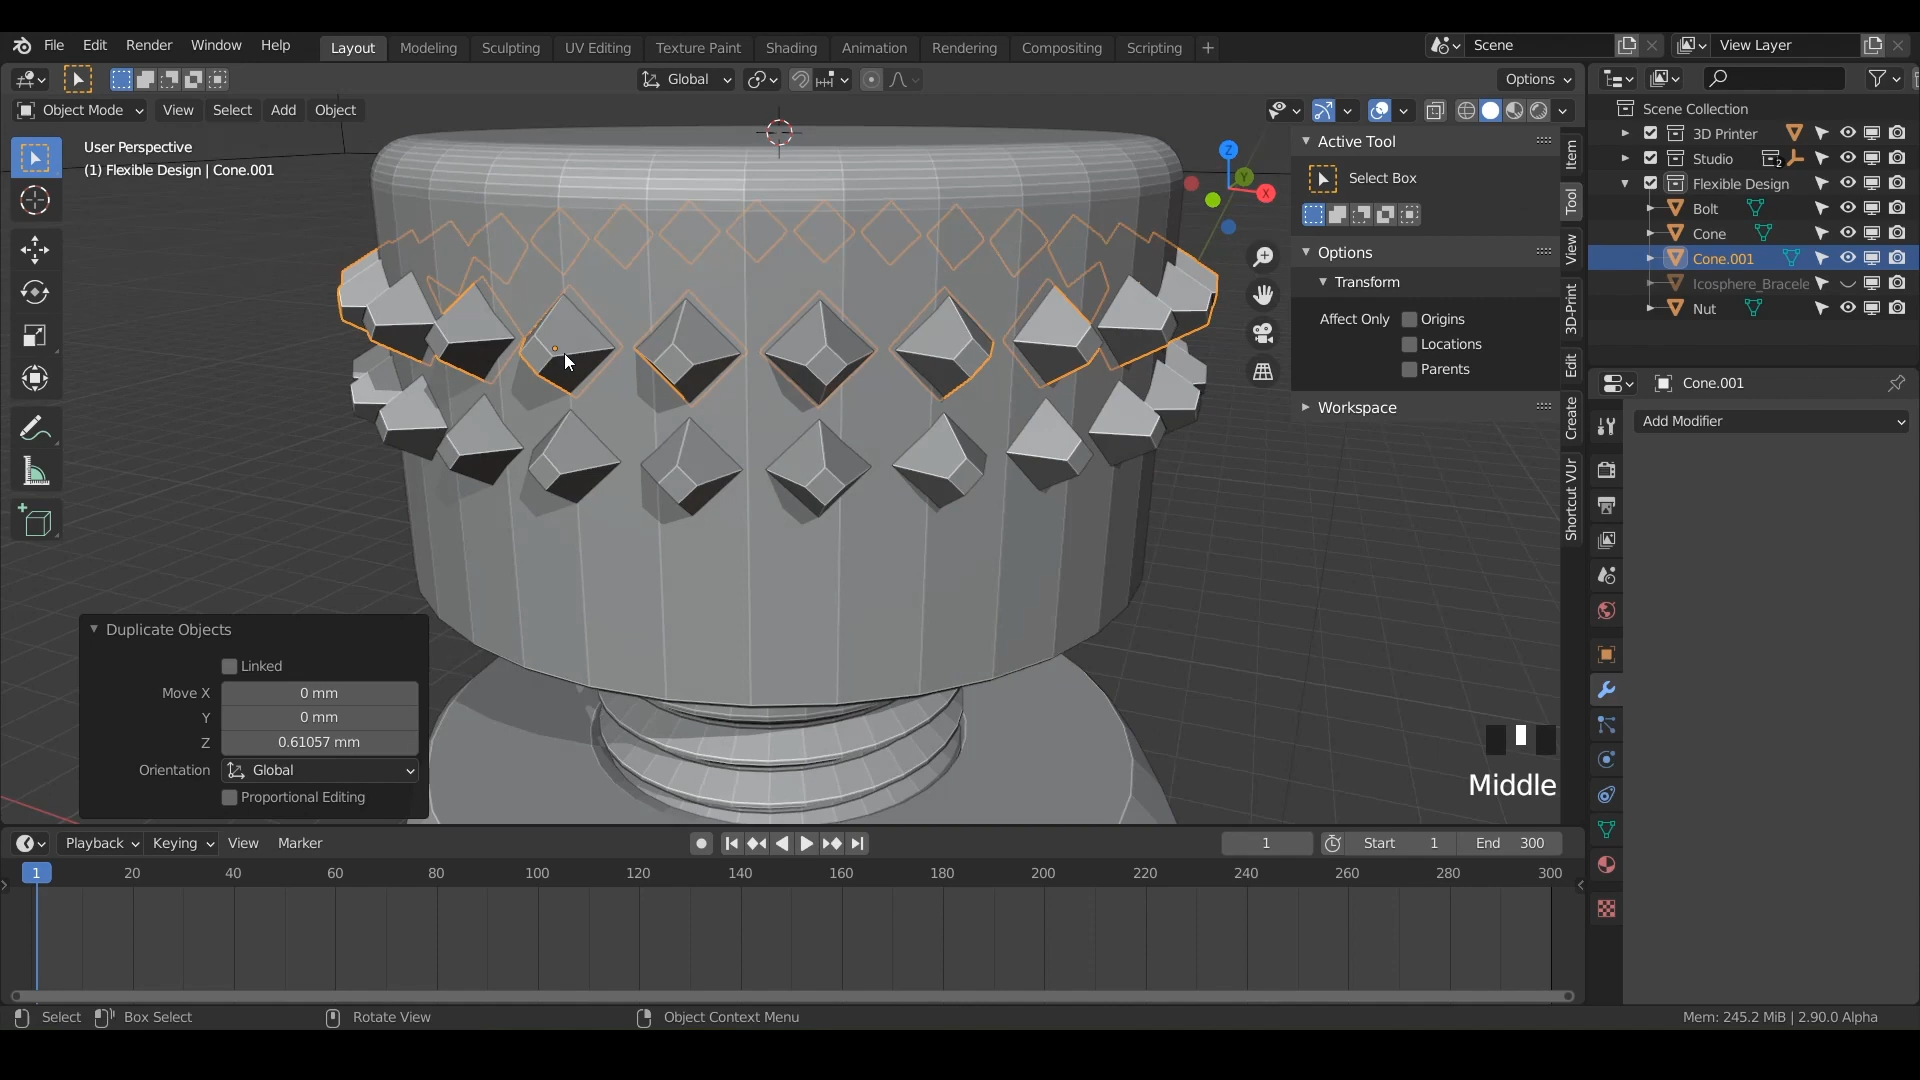 File Edit Render Window Help Layout Modeling Sculpting UV Editing Texture Paint Shading Animation Rendering Compositing Scripting + Scene View Layer
Global Options
Object Mode View Select Add Object
User Perspective
(1) Flexible Design | Cone.001
Z
Y
X
Active Tool
Select Box
Options
Transform
Affect Only Origins
Locations
Parents
Workspace
Item
Tool
View
3D-Print
Edit
Create
Shortcut VUr
Scene Collection
3D Printer
Studio 2
Flexible Design
Bolt
Cone
Cone.001
Icosphere_Bracele
Nut
Cone.001
Add Modifier
Duplicate Objects
Linked
Move X 0 mm
Y 0 mm
Z 0.61057 mm
Orientation Global
Proportional Editing
Middle
Playback Keying View Marker 1 Start 1 End 300
1 20 40 60 80 100 120 140 160 180 200 220 240 260 280 300
Select Box Select Rotate View Object Context Menu Mem: 245.2 MiB | 2.90.0 Alpha